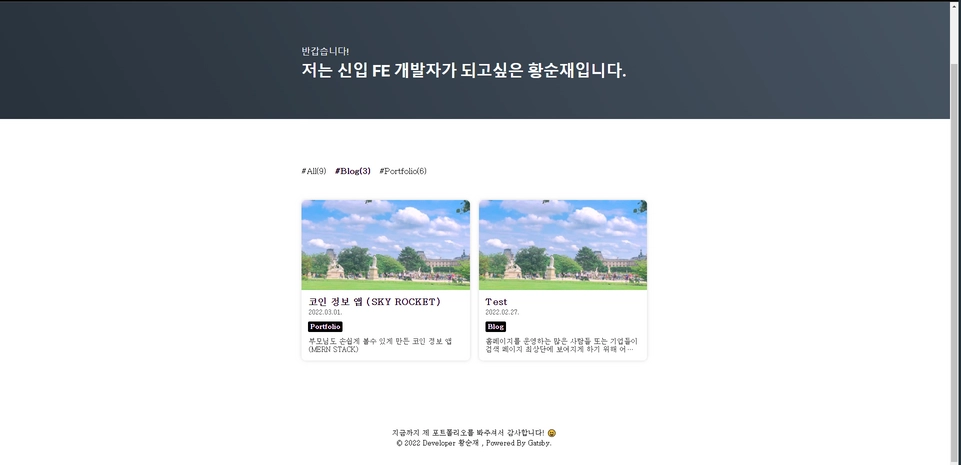 반갑습니다!
저는 신입 FE 개발자가 되고싶은 황순재입니다.
#All(9) #Blog(3) #Portfolio(6)
코인 정보 앱 (SKY ROCKET)
2022.03.01.
Portfolio
부모님도 손쉽게 볼수 있게 만든 코인 정보 앱
(MERN STACK)
Test
2022.02.27.
Blog
홈페이지를 운영하는 많은 사람들 또는 기업들이
검색 페이지 최상단에 보여지게 하기 위해 어…
지금까지 제 포트폴리오를 봐주셔서 감사합니다! 😄
© 2022 Developer 황순재 , Powered By Gatsby.